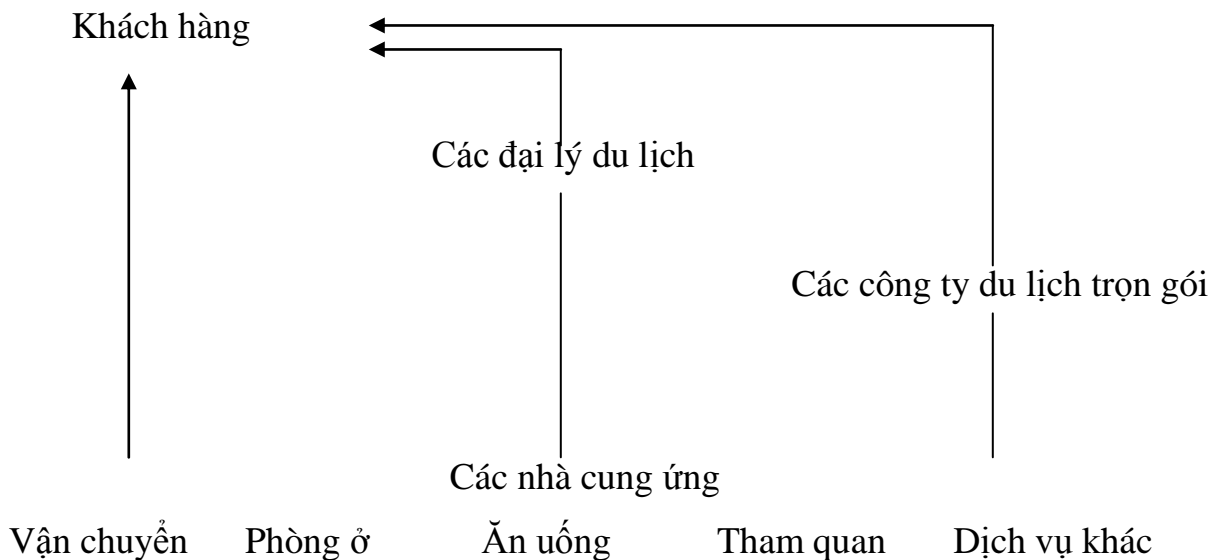 Khách hàng
Các đại lý du lịch
Các công ty du lịch trọn gói
Các nhà cung ứng
Vận chuyển Phòng ở Ăn uống Tham quan Dịch vụ khác